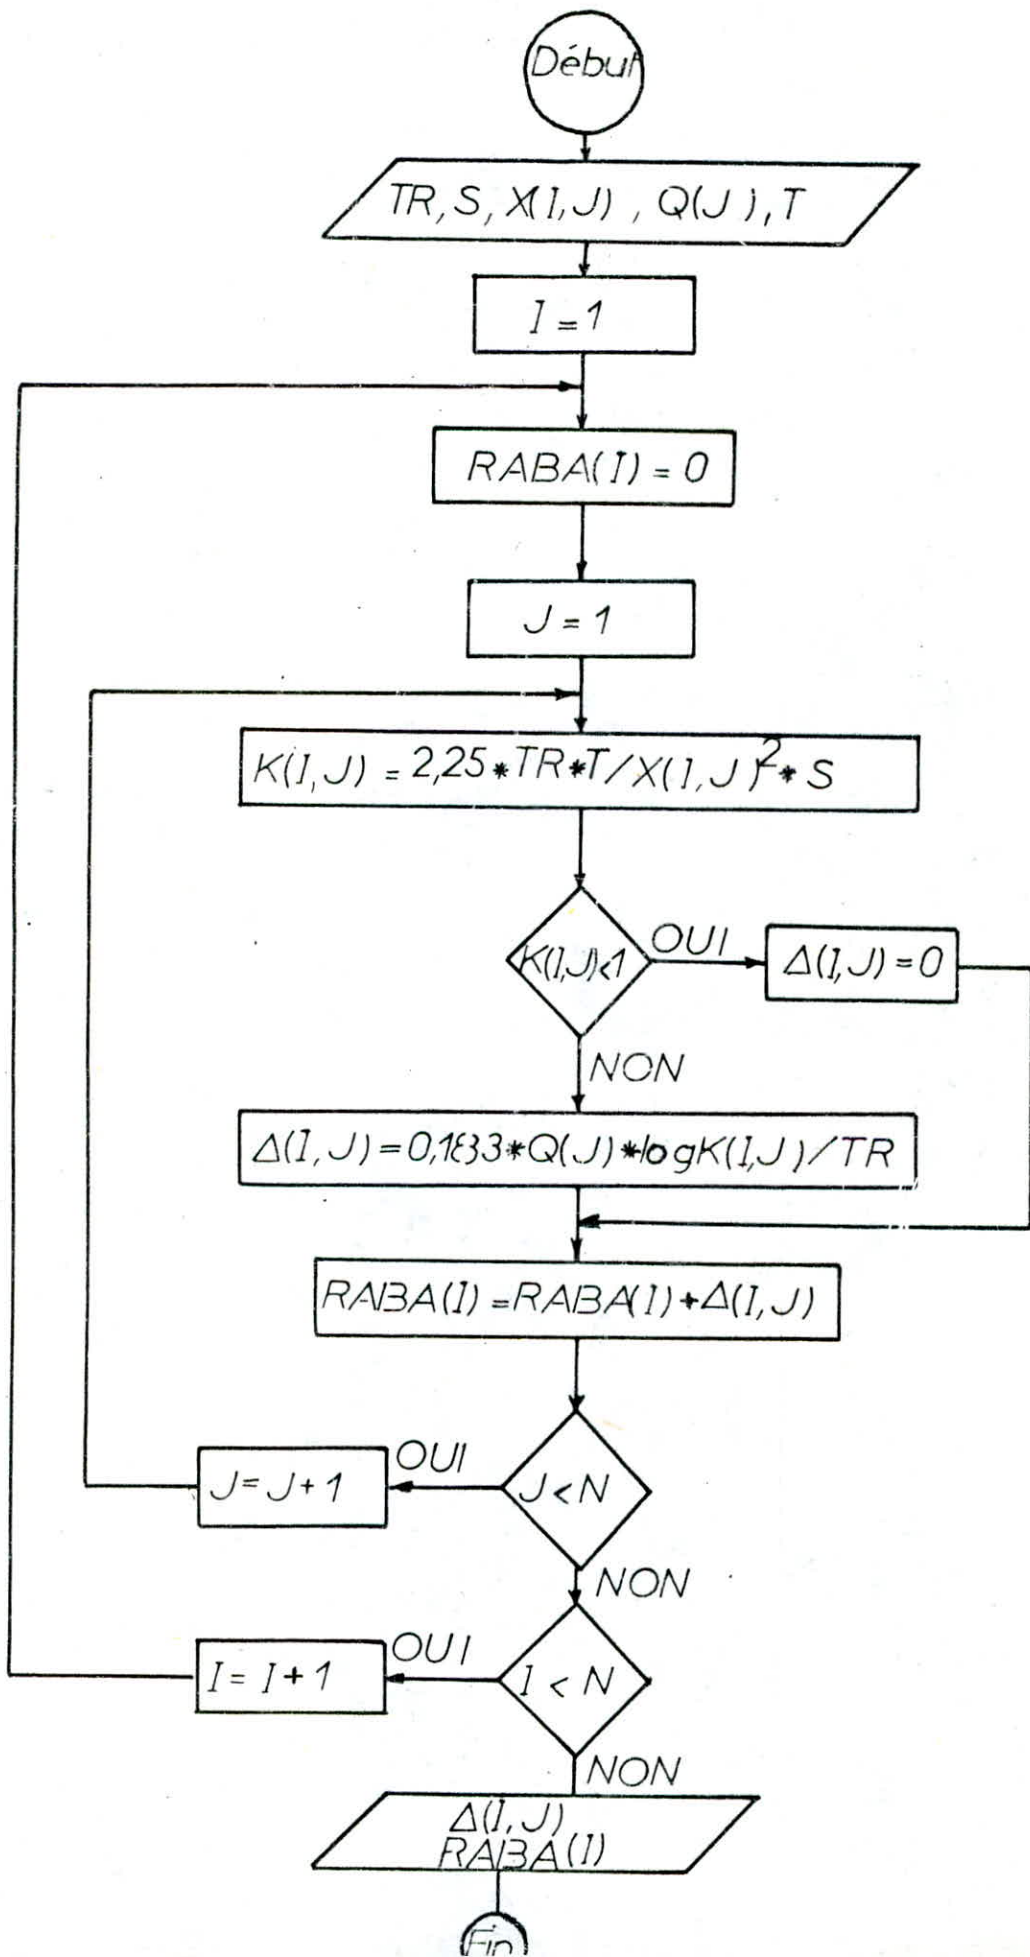 Début
TR, S, X(I,J) , Q(J), T
I = 1
RABA(I) = 0
J = 1
K(I,J) = 2,25*TR*T/X(I,J)²* S
K(I,J)<1
OUI
Δ(I,J)=0
NON
Δ(I,J)=0,1833*Q(J)*logK(I,J)/TR
RABA(I)=RABA(I)+Δ(I,J)
J<N
OUI
J=J+1
NON
I < N
OUI
I= I+1
NON
Δ(I,J)
RABA(I)
Fin